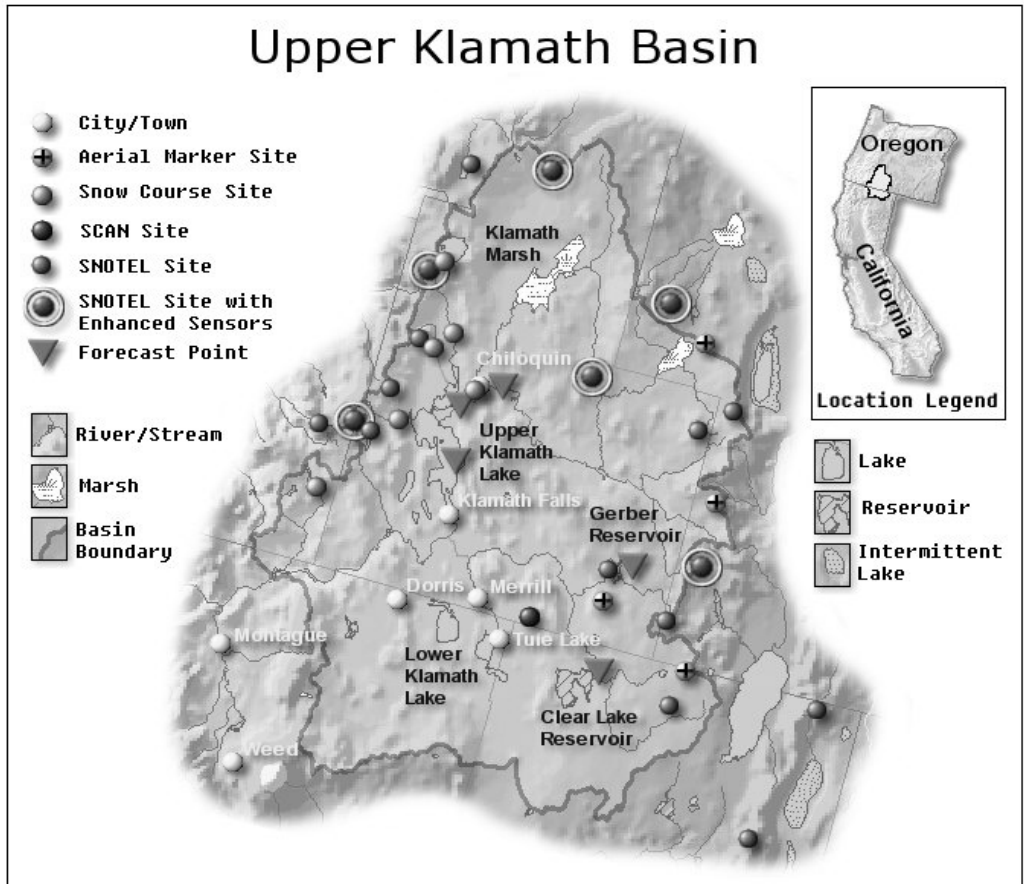 Upper Klamath Basin
City/Town
Aerial Marker Site
Snow Course Site
SCAN Site
SNOTEL Site
SNOTEL Site with
Enhanced Sensors
Forecast Point
River/Stream
Marsh
Basin
Boundary
Oregon
California
Location Legend
Lake
Reservoir
Intermittent
Lake
Klamath
Marsh
Chiloquin
Upper
Klamath
Lake
Klamath Falls
Gerber
Reservoir
Dorris
Merrill
Montague
Tule Lake
Lower
Klamath
Lake
Clear Lake
Reservoir
Weed